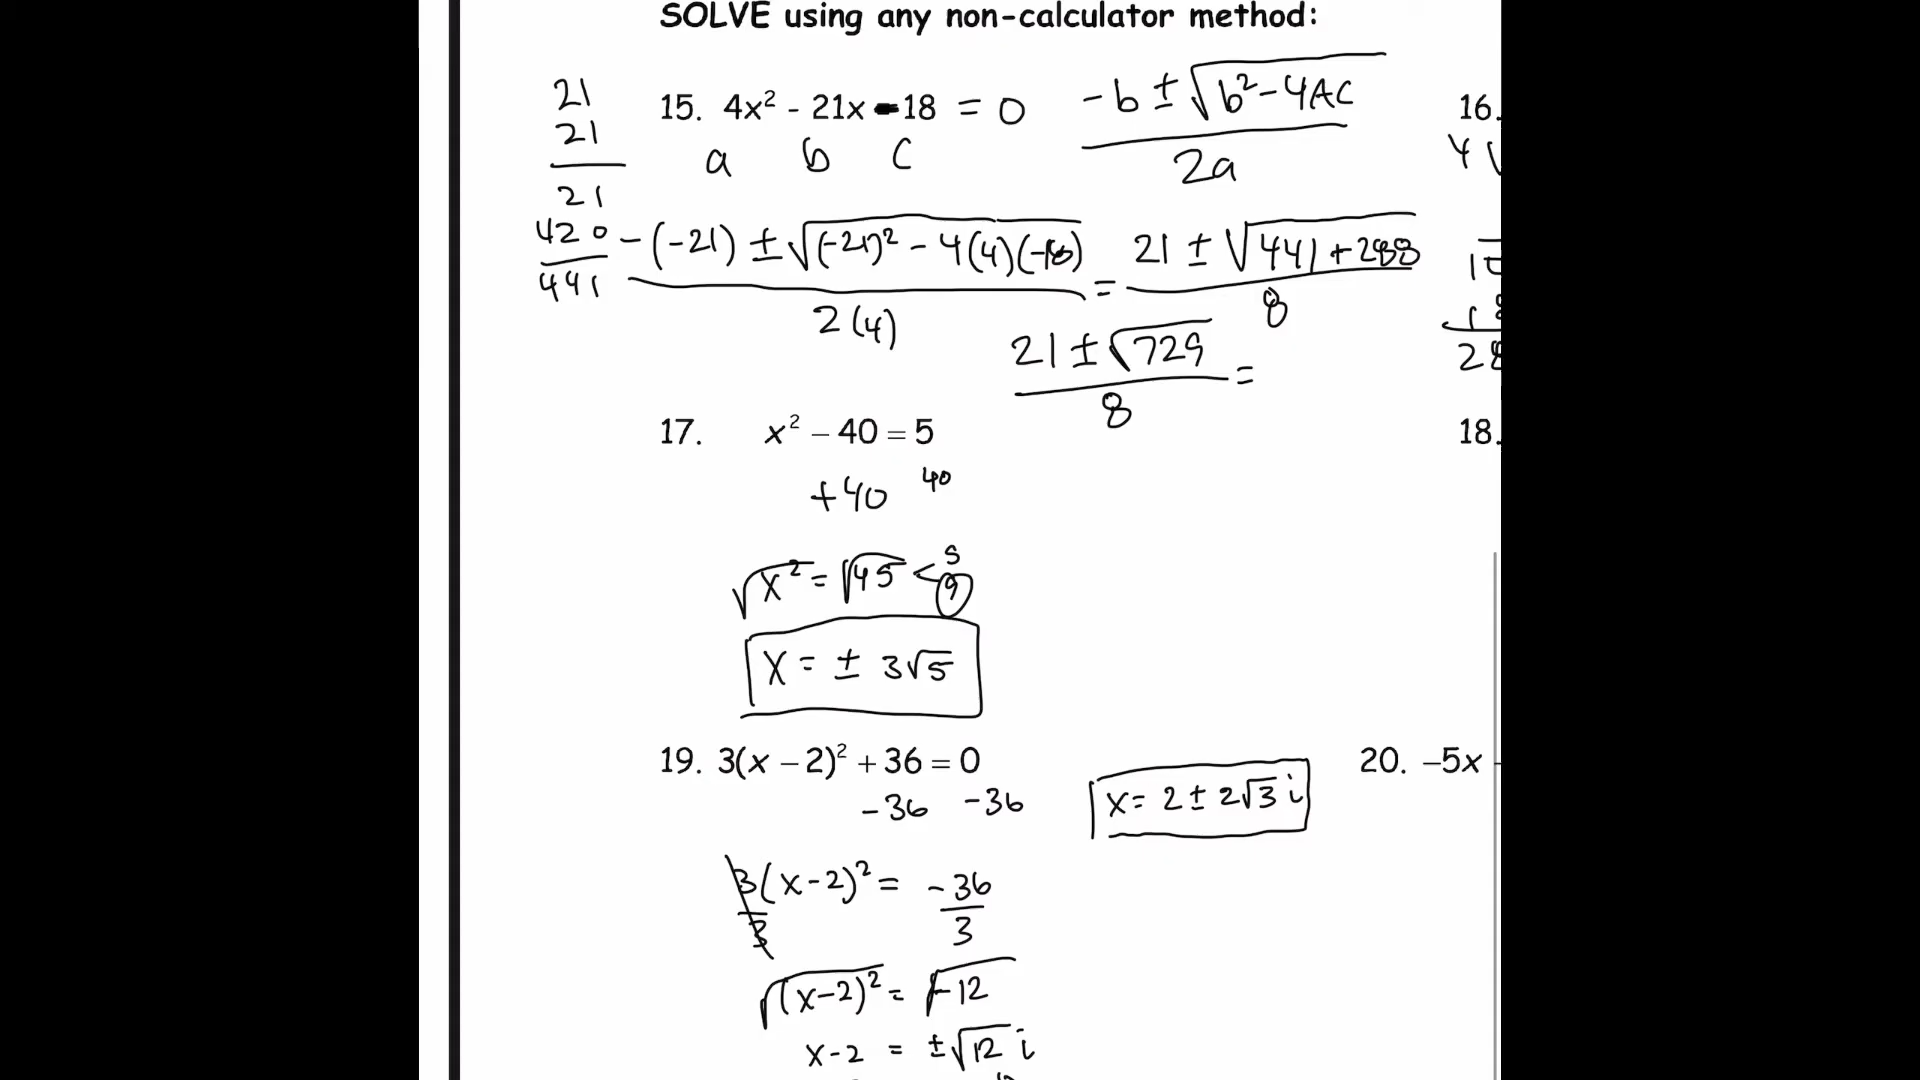 SOLVE using any non-calculator method:
21
21
21
420
441
15. 4x² - 21x - 18 = 0
a b c
-b ± √b² - 4AC
2a
-(-21) ± √(-21)² - 4(4)(-18)
2(4)
= 21 ± √441 + 288
8
21 ± √729 =
8
16.
4
18
28
17. x² – 40 = 5
+40 40
√x² = √45 < 5
9
x = ± 3√5
18.
19. 3(x – 2)² + 36 = 0
-36 -36
3(x-2)² = -36
3 3
√(x-2)² = √-12
x-2 = ±√12 i
x = 2 ± 2√3 i
20. –5x